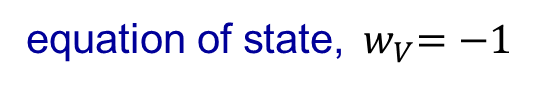 equation of state, w_V = −1